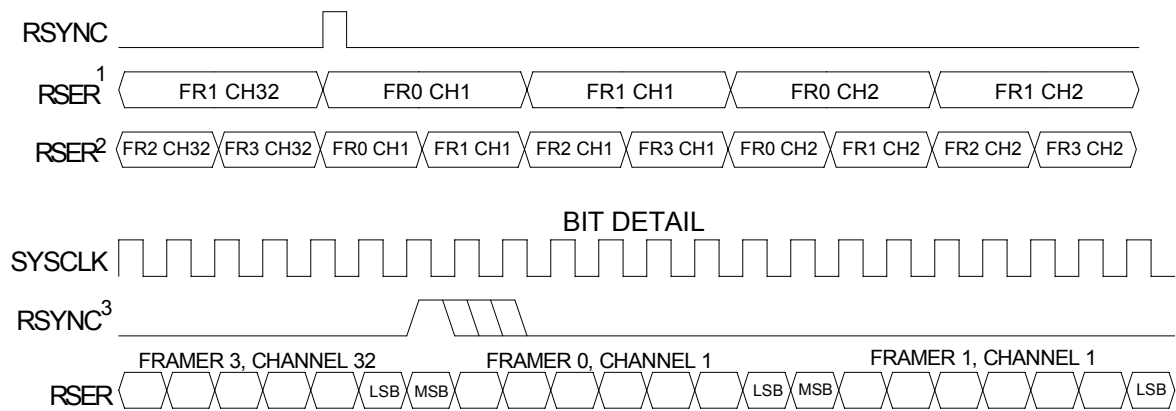 RSYNC
RSER¹ FR1 CH32 FR0 CH1 FR1 CH1 FR0 CH2 FR1 CH2
RSER² FR2 CH32 FR3 CH32 FR0 CH1 FR1 CH1 FR2 CH1 FR3 CH1 FR0 CH2 FR1 CH2 FR2 CH2 FR3 CH2
BIT DETAIL
SYSCLK
RSYNC³
FRAMER 3, CHANNEL 32 FRAMER 0, CHANNEL 1 FRAMER 1, CHANNEL 1
RSER LSB MSB LSB MSB LSB